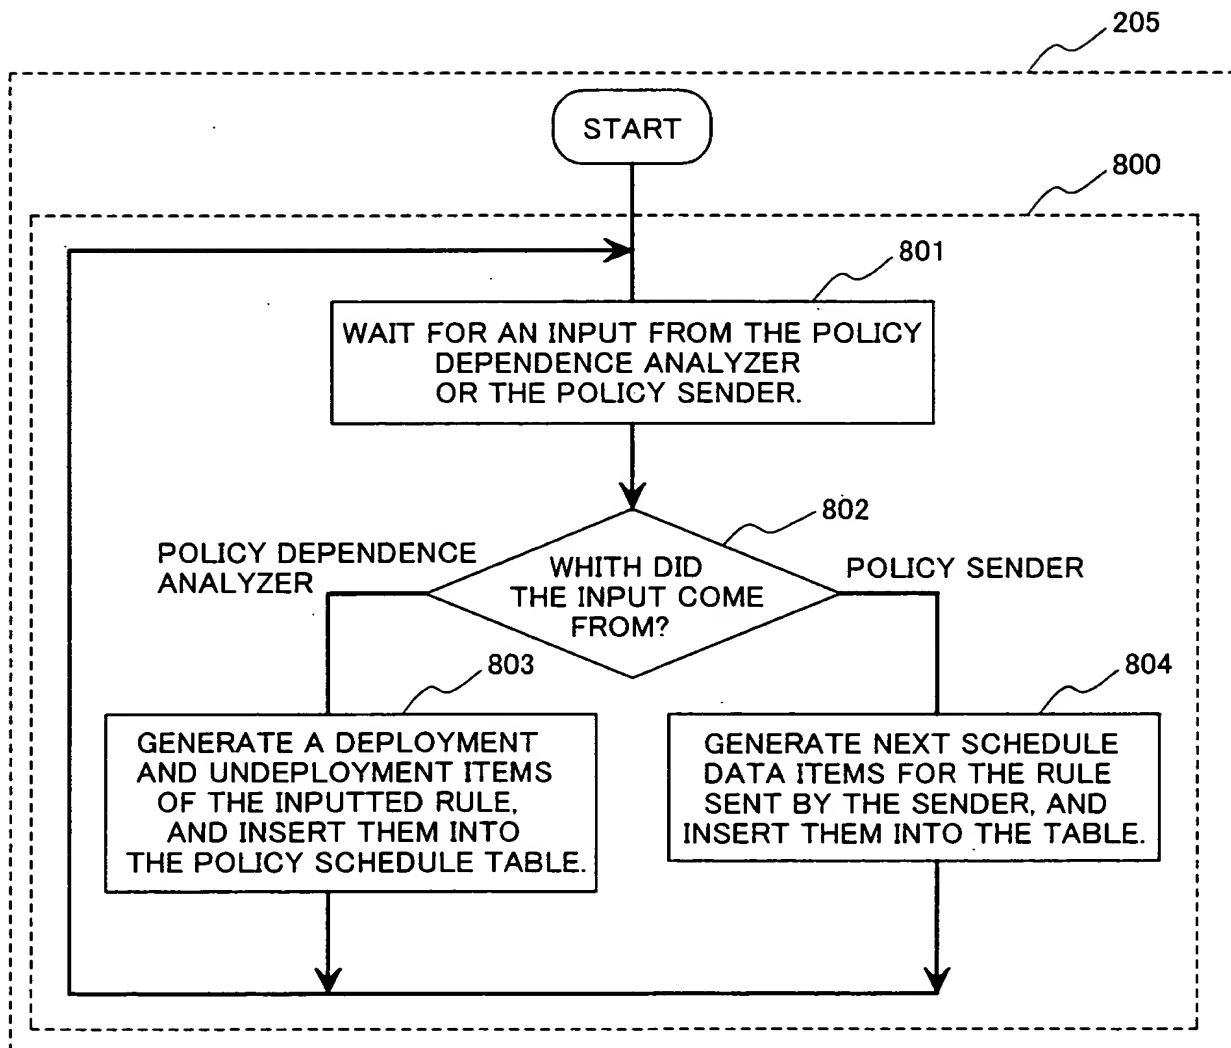 205
START
800
801
WAIT FOR AN INPUT FROM THE POLICY
DEPENDENCE ANALYZER
OR THE POLICY SENDER.
802
POLICY DEPENDENCE
ANALYZER
WHITH DID
THE INPUT COME
FROM?
POLICY SENDER
803
GENERATE A DEPLOYMENT
AND UNDEPLOYMENT ITEMS
OF THE INPUTTED RULE,
AND INSERT THEM INTO
THE POLICY SCHEDULE TABLE.
804
GENERATE NEXT SCHEDULE
DATA ITEMS FOR THE RULE
SENT BY THE SENDER, AND
INSERT THEM INTO THE TABLE.